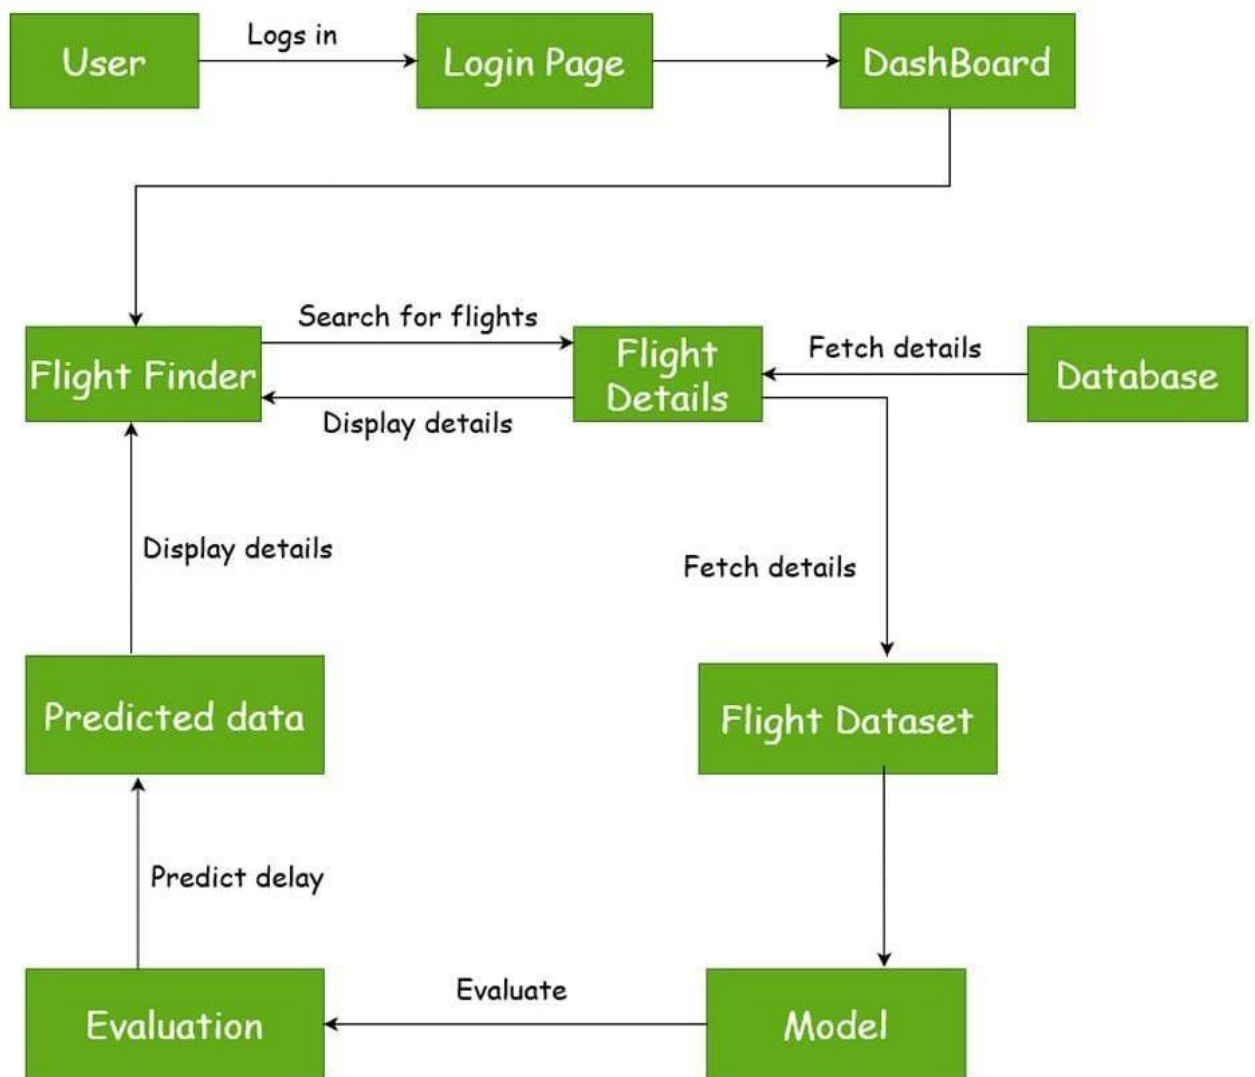 User
Logs in
Login Page
DashBoard
Search for flights
Flight Finder
Flight
Details
Fetch details
Database
Display details
Display details
Fetch details
Predicted data
Flight Dataset
Predict delay
Evaluation
Evaluate
Model